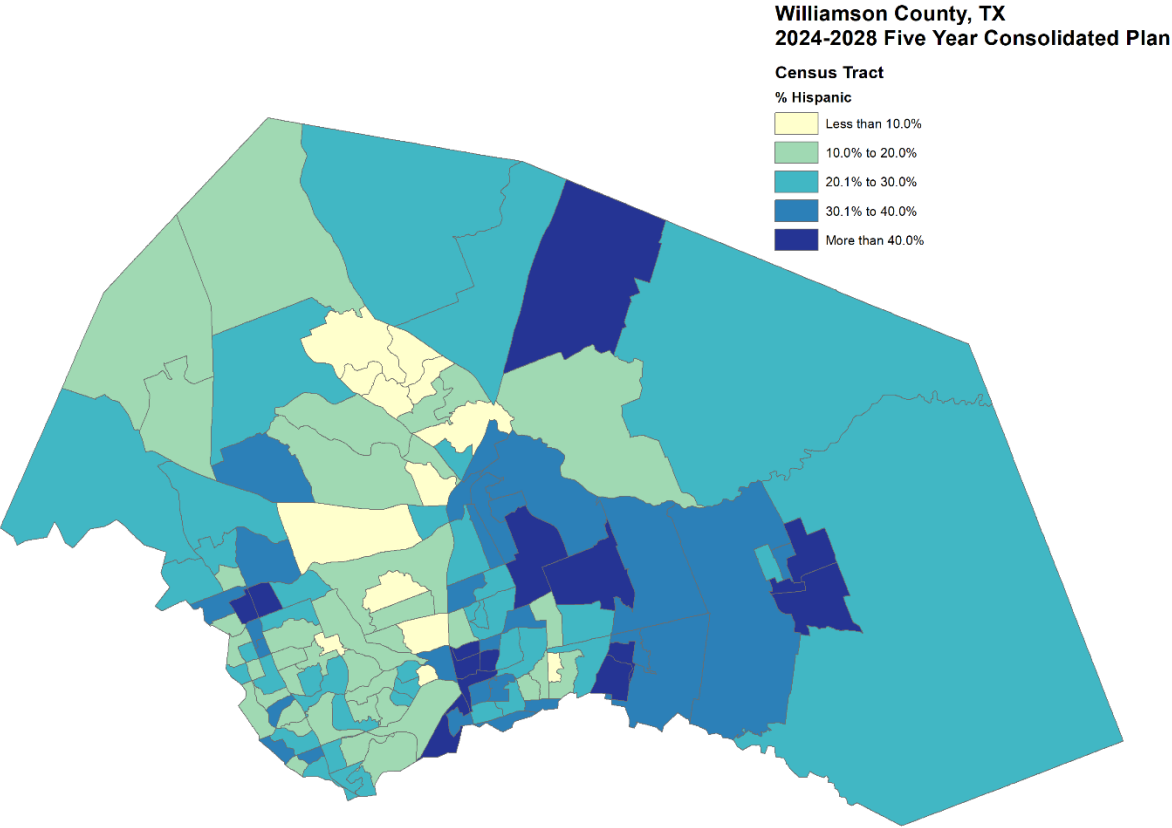 Williamson County, TX
2024-2028 Five Year Consolidated Plan
Census Tract
% Hispanic
Less than 10.0%
10.0% to 20.0%
20.1% to 30.0%
30.1% to 40.0%
More than 40.0%